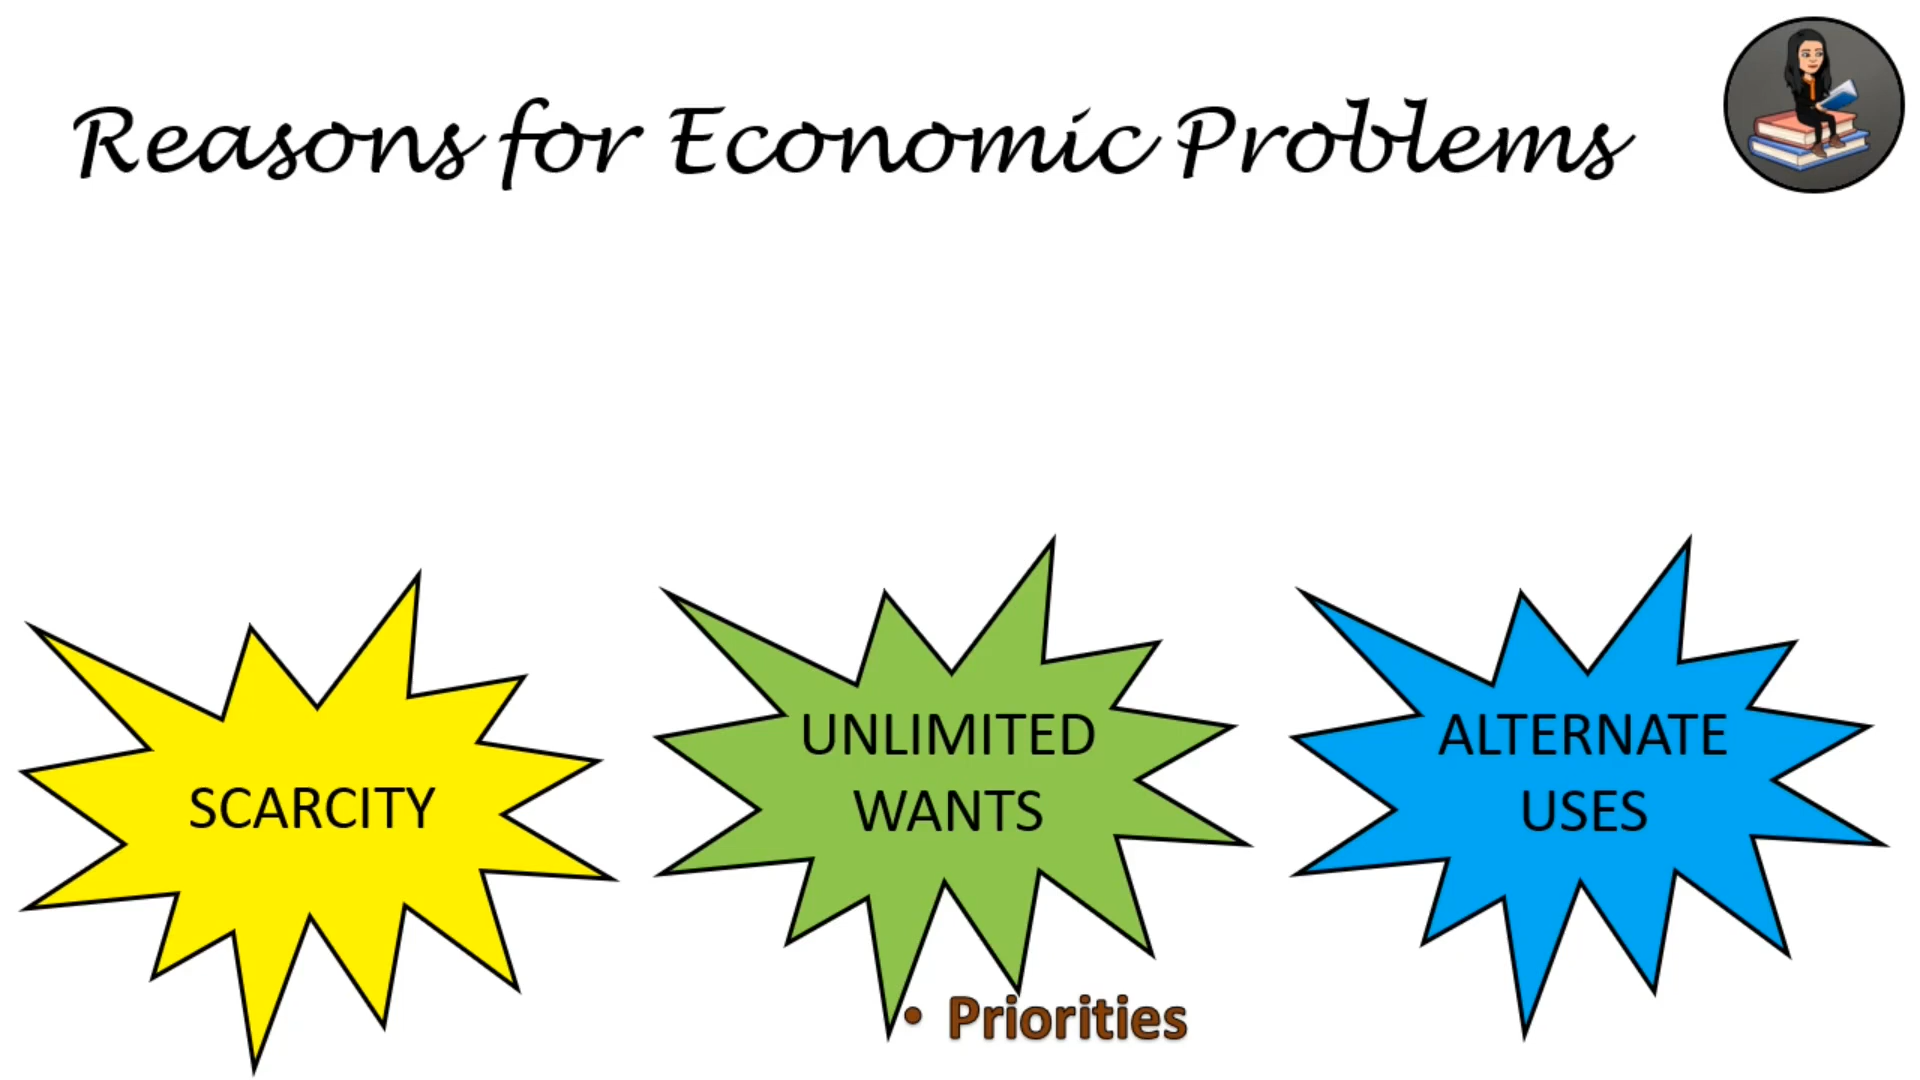 Reasons for Economic Problems
SCARCITY
UNLIMITED
WANTS
ALTERNATE
USES
• Priorities